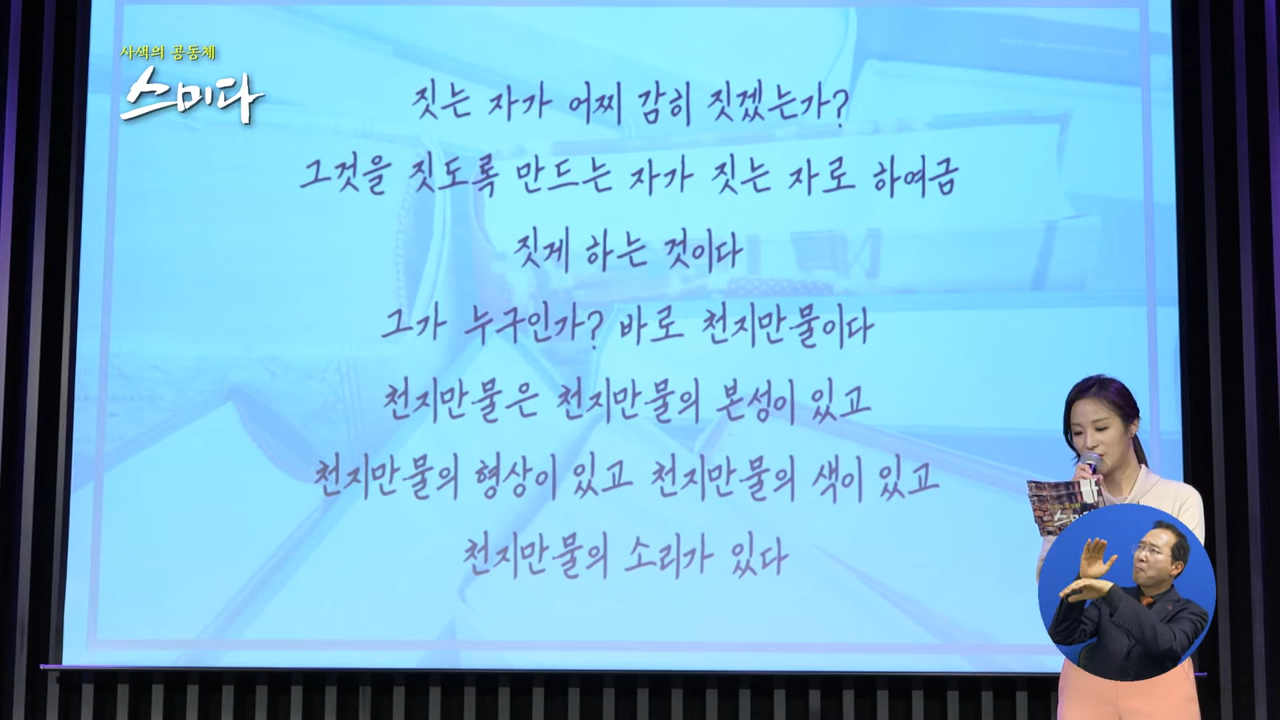 사색의 공동체
스미다
짓는 자가 어찌 감히 짓겠는가?
그것을 짓도록 만드는 자가 짓는 자로 하여금
짓게 하는 것이다
그가 누구인가? 바로 천지만물이다
천지만물은 천지만물의 본성이 있고
천지만물의 형상이 있고 천지만물의 색이 있고
천지만물의 소리가 있다
스미다